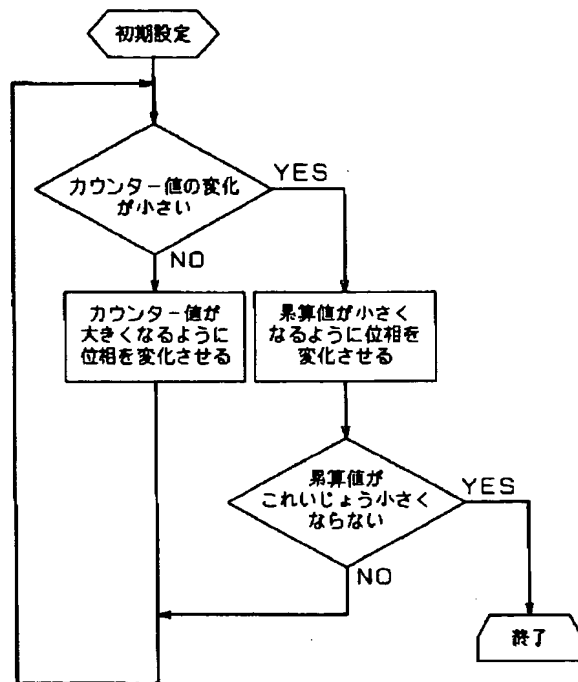 初期設定
カウンター値の変化
が小さい
YES
NO
カウンター値が
大きくなるように
位相を変化させる
累算値が小さく
なるように位相を
変化させる
累算値が
これいじょう小さく
ならない
YES
NO
終了